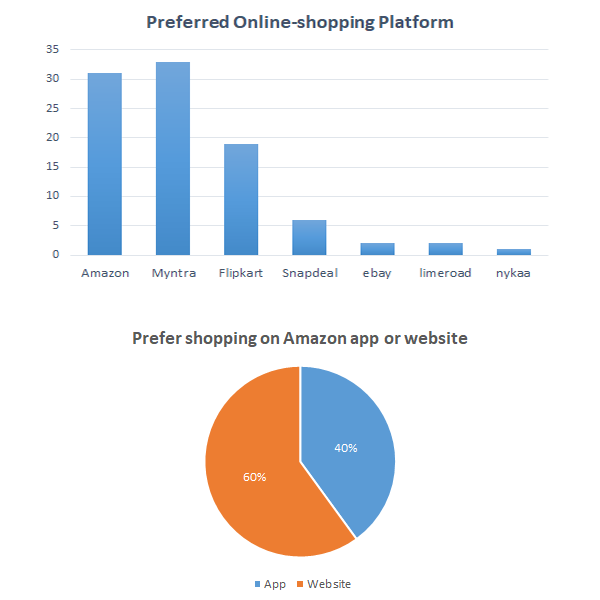 Preferred Online-shopping Platform
35
30
25
20
15
10
5
0
Amazon Myntra Flipkart Snapdeal ebay limeroad nykaa
Prefer shopping on Amazon app or website
40%
60%
App Website